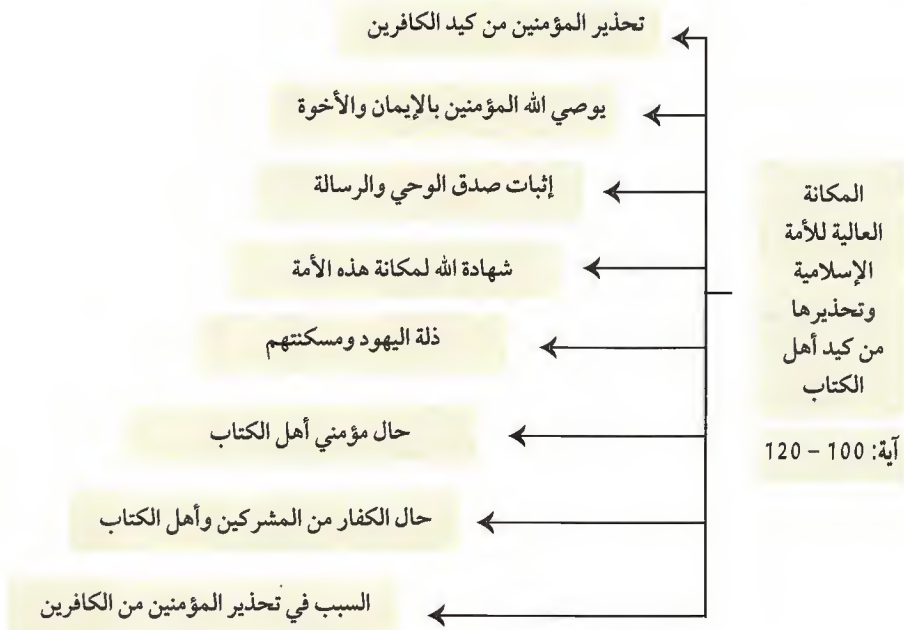 المكانة
العالية للأمة
الإسلامية
وتحذيرها
من كيد أهل
الكتاب
آية: 100 – 120
تحذير المؤمنين من كيد الكافرين
يوصي الله المؤمنين بالإيمان والأخوة
إثبات صدق الوحي والرسالة
شهادة الله لمكانة هذه الأمة
ذلة اليهود ومسكنتهم
حال مؤمني أهل الكتاب
حال الكفار من المشركين وأهل الكتاب
السبب في تحذير المؤمنين من الكافرين